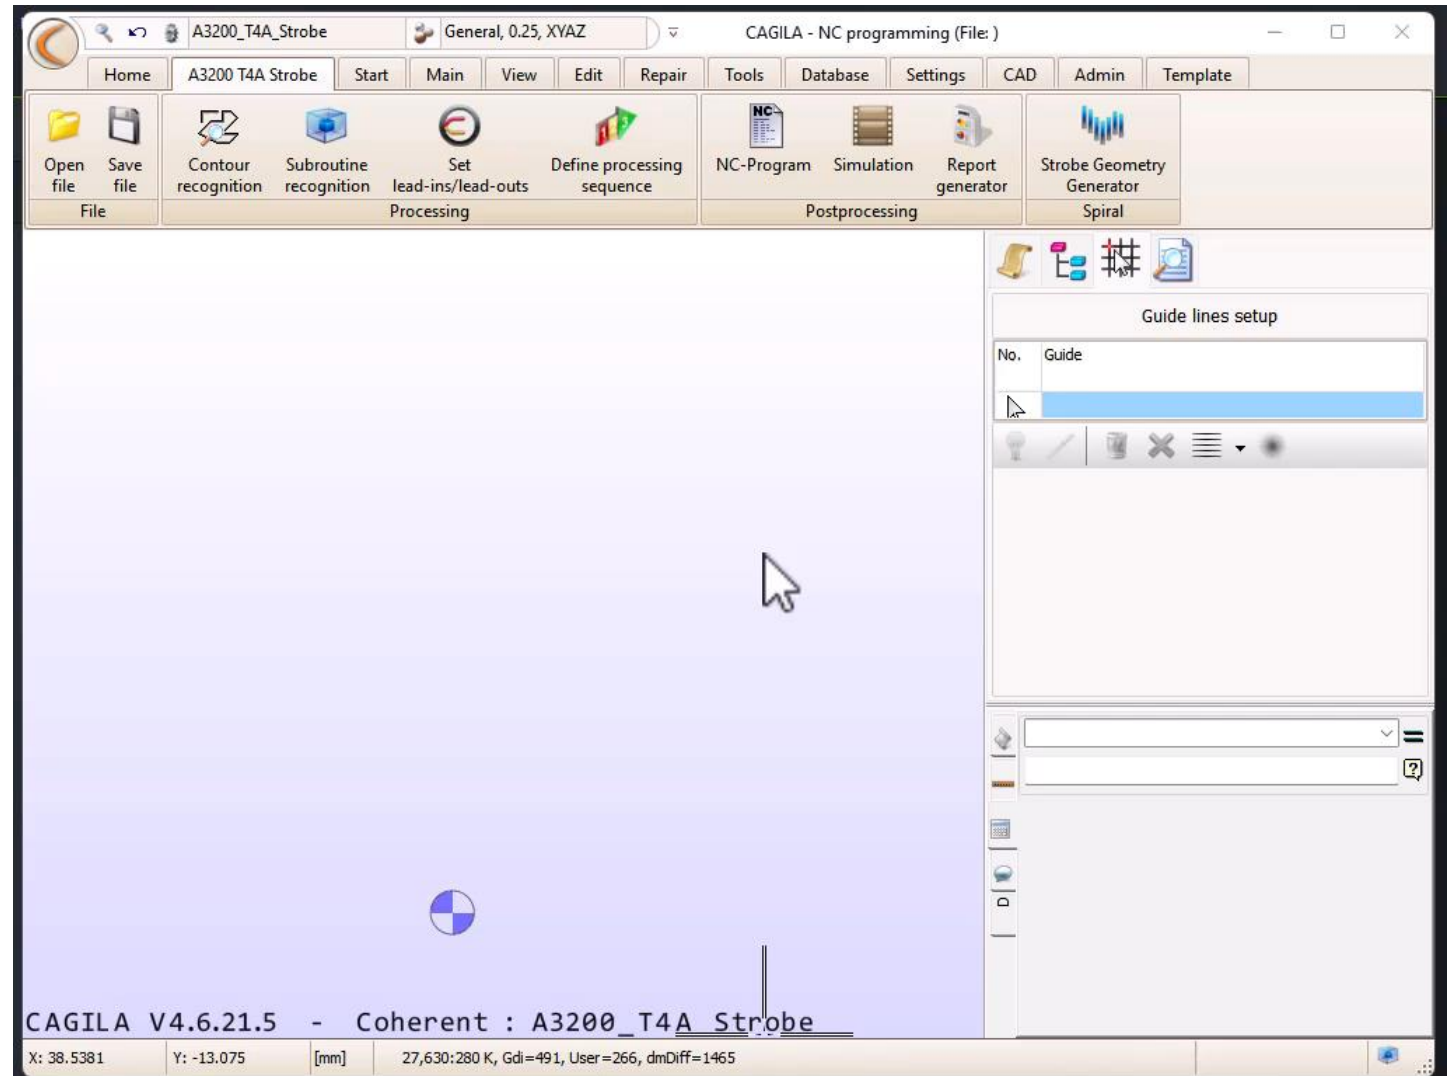 A3200_T4A_Strobe General, 0.25, XYAZ CAGILA - NC programming (File: )
Home A3200 T4A Strobe Start Main View Edit Repair Tools Database Settings CAD Admin Template
Open file
Save file
Contour recognition
Subroutine recognition
Set lead-ins/lead-outs
Define processing sequence
NC
NC-Program
Simulation
Report generator
Strobe Geometry Generator
File Processing Postprocessing Spiral
Guide lines setup
No. Guide
D
CAGILA V4.6.21.5 - Coherent : A3200_T4A_Strobe
X: 38.5381 Y: -13.075 [mm] 27,630:280 K, Gdi=491, User=266, dmDiff=1465